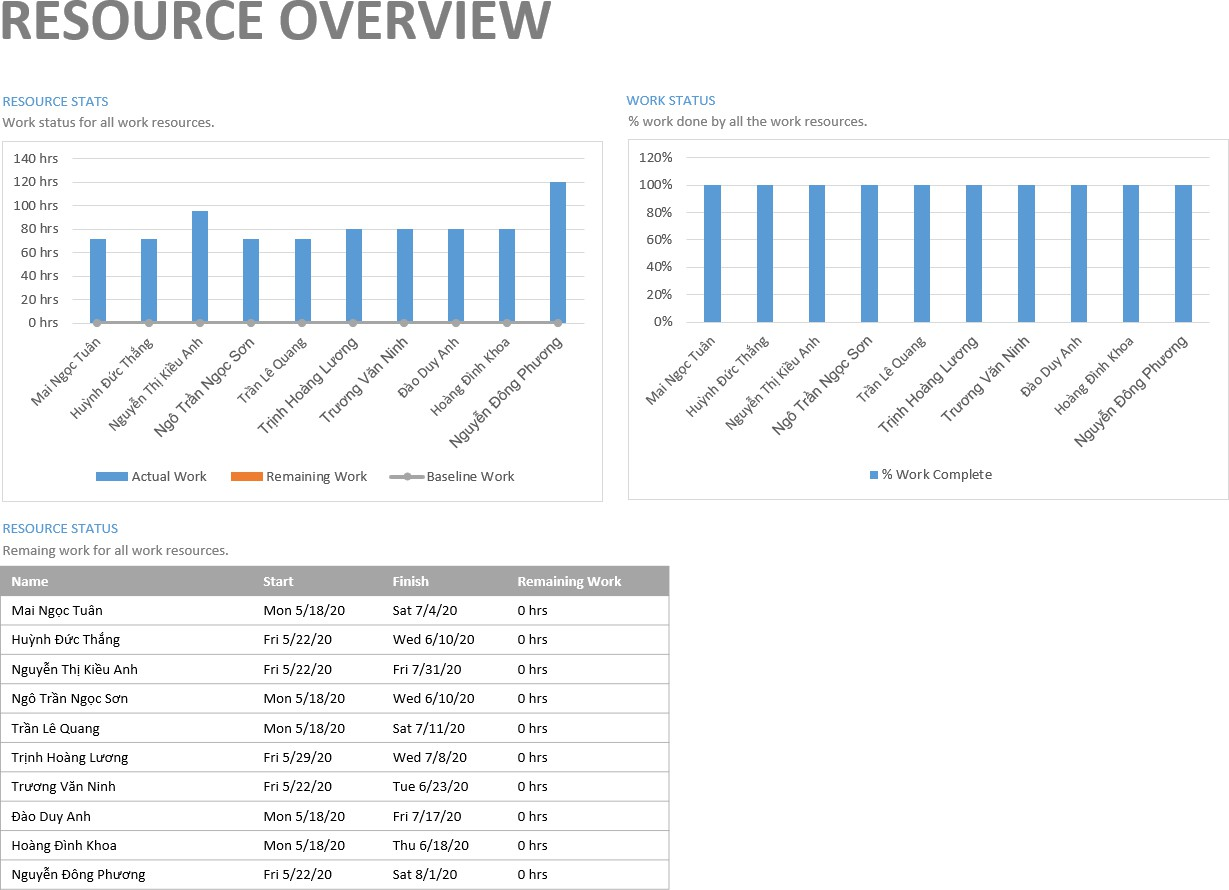 RESOURCE OVERVIEW
RESOURCE STATS
Work status for all work resources.
140 hrs
120 hrs
100 hrs
80 hrs
60 hrs
40 hrs
20 hrs
0 hrs
Mai Ngọc Tuân
Huỳnh Đức Thắng
Nguyễn Thị Kiều Anh
Ngô Trần Ngọc Sơn
Trần Lê Quang
Trịnh Hoàng Lương
Trương Văn Ninh
Đào Duy Anh
Hoàng Đình Khoa
Nguyễn Đông Phương
Actual Work Remaining Work Baseline Work
WORK STATUS
% work done by all the work resources.
120%
100%
80%
60%
40%
20%
0%
Mai Ngọc Tuân
Huỳnh Đức Thắng
Nguyễn Thị Kiều Anh
Ngô Trần Ngọc Sơn
Trần Lê Quang
Trịnh Hoàng Lương
Trương Văn Ninh
Đào Duy Anh
Hoàng Đình Khoa
Nguyễn Đông Phương
% Work Complete
RESOURCE STATUS
Remaing work for all work resources.
Name Start Finish Remaining Work
Mai Ngọc Tuân Mon 5/18/20 Sat 7/4/20 0 hrs
Huỳnh Đức Thắng Fri 5/22/20 Wed 6/10/20 0 hrs
Nguyễn Thị Kiều Anh Fri 5/22/20 Fri 7/31/20 0 hrs
Ngô Trần Ngọc Sơn Mon 5/18/20 Wed 6/10/20 0 hrs
Trần Lê Quang Mon 5/18/20 Sat 7/11/20 0 hrs
Trịnh Hoàng Lương Fri 5/29/20 Wed 7/8/20 0 hrs
Trương Văn Ninh Fri 5/22/20 Tue 6/23/20 0 hrs
Đào Duy Anh Mon 5/18/20 Fri 7/17/20 0 hrs
Hoàng Đình Khoa Mon 5/18/20 Thu 6/18/20 0 hrs
Nguyễn Đông Phương Fri 5/22/20 Sat 8/1/20 0 hrs